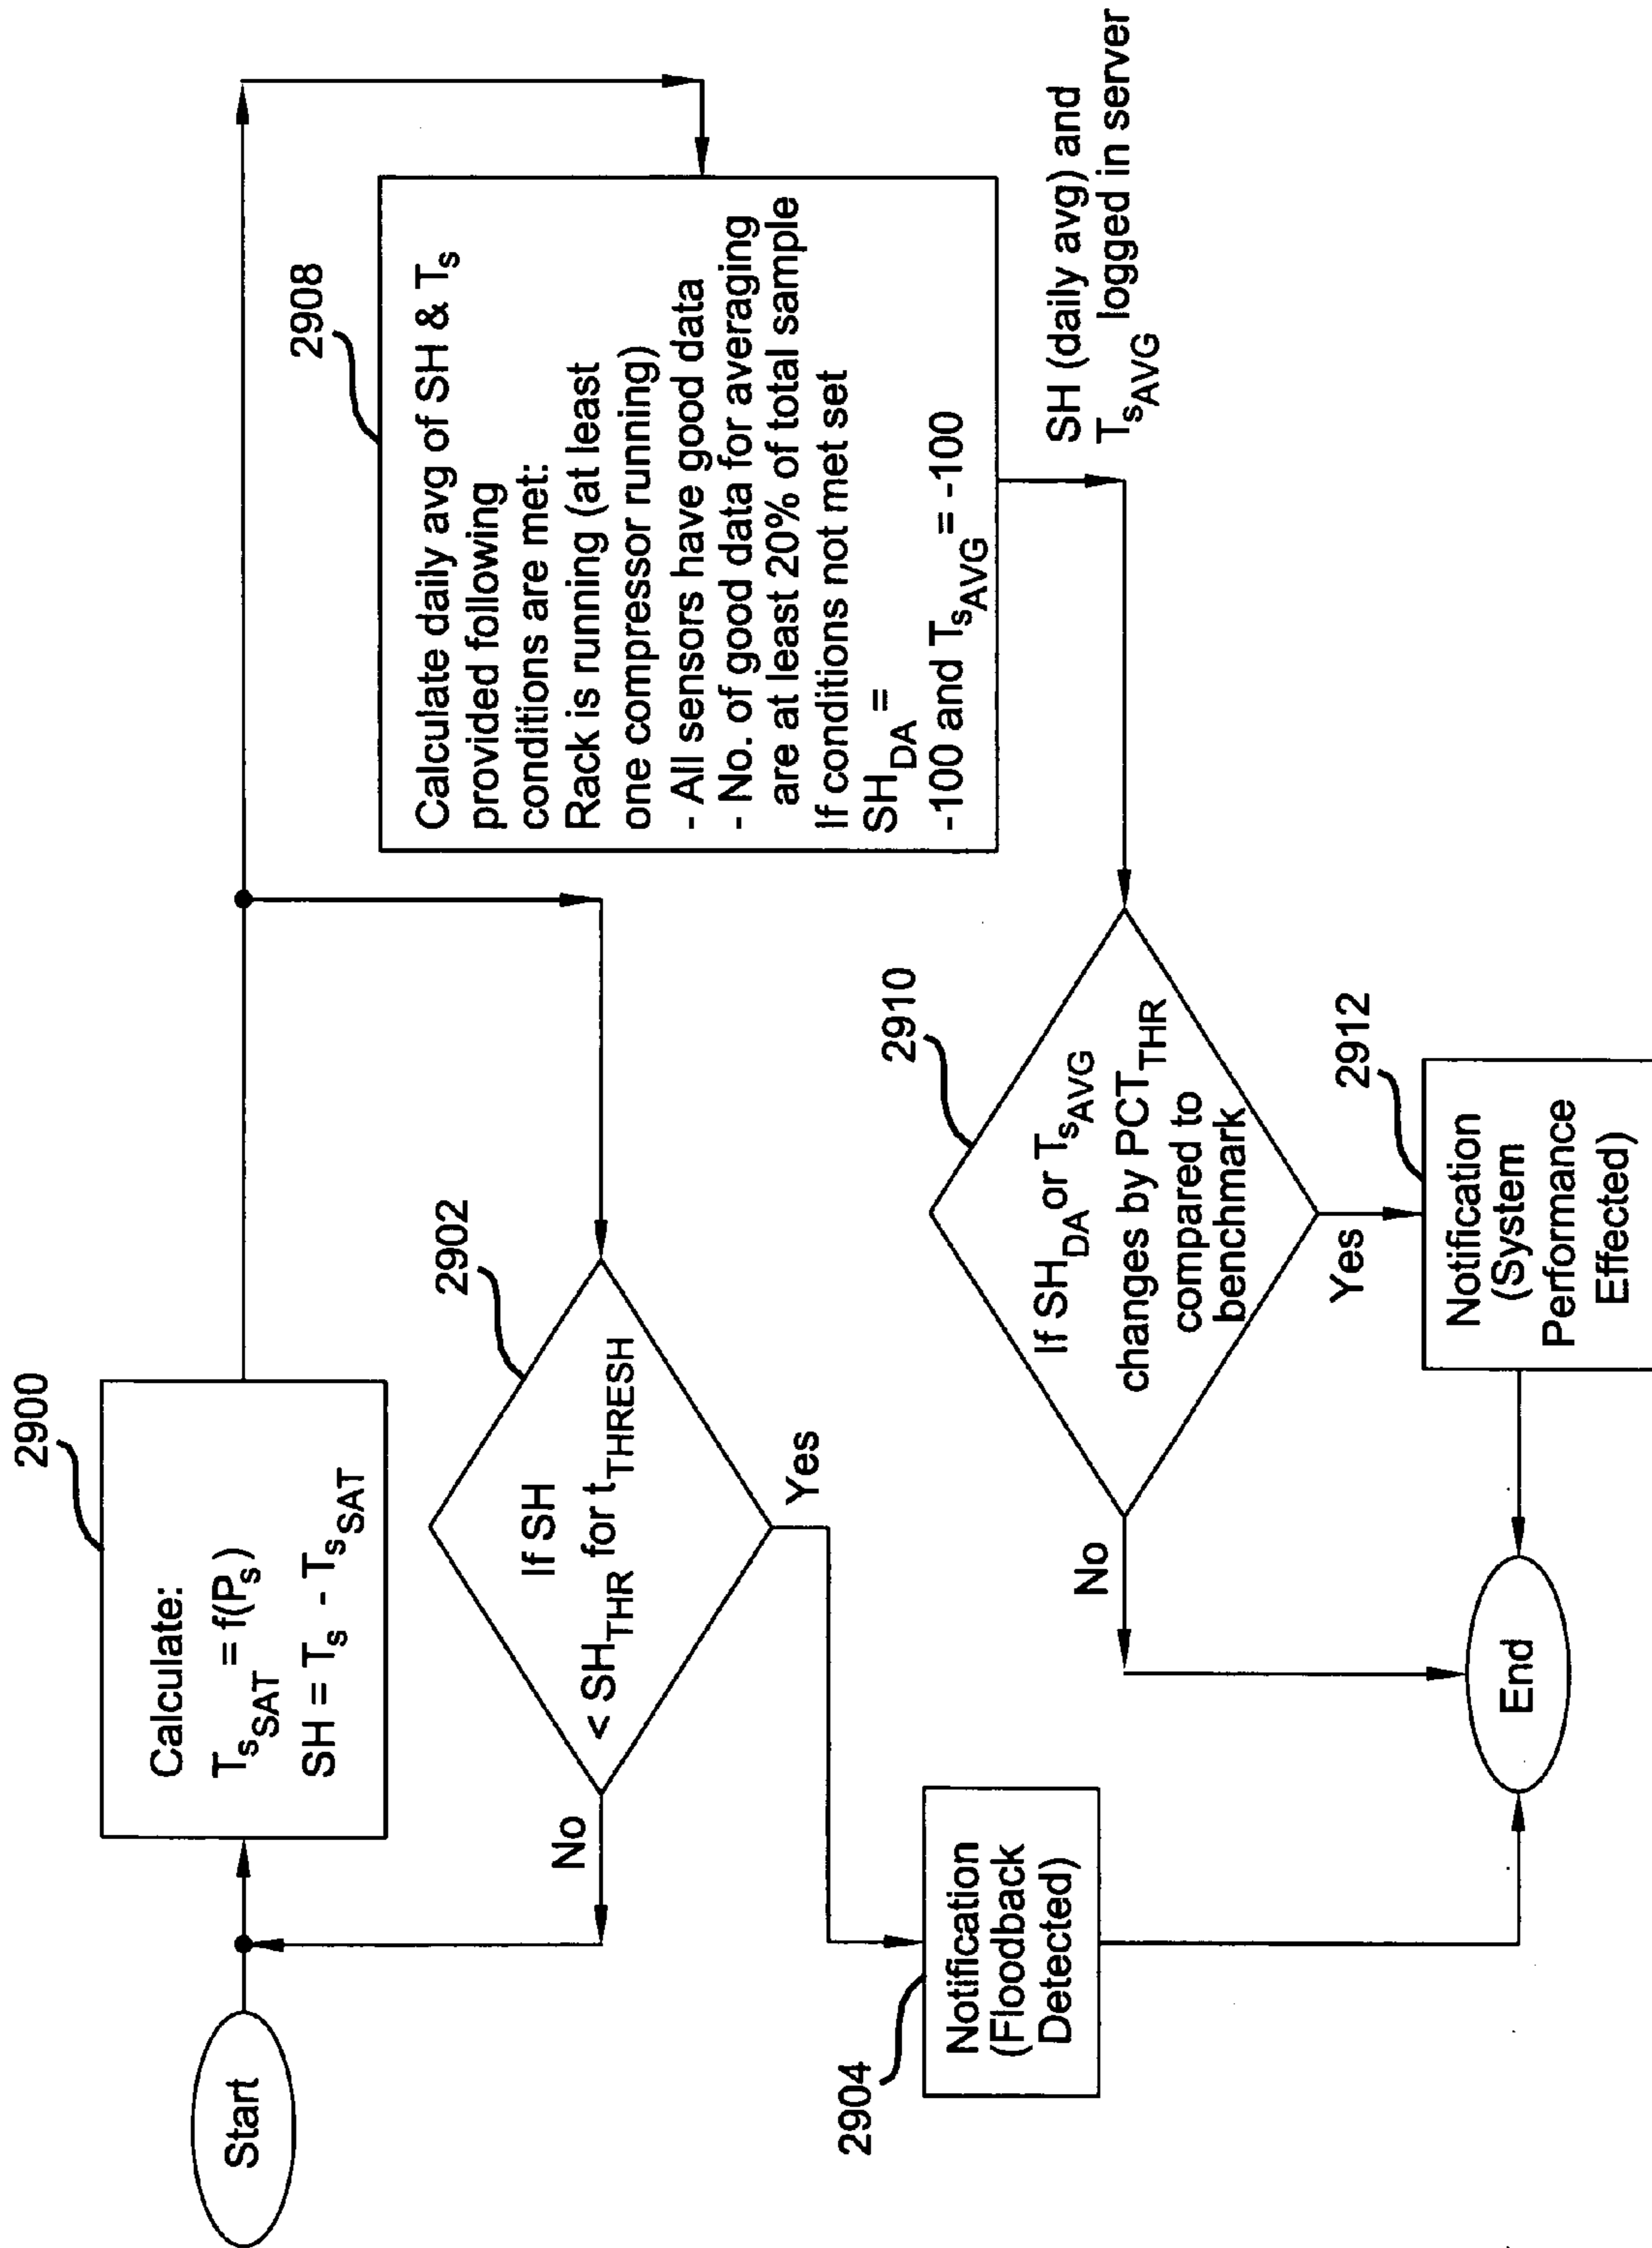 Start
2900
Calculate:
T_s_SAT = f(P_s)
SH = T_s - T_s_SAT
2902
If SH
< SH_THR for t_THRESH
No
Yes
2904
Notification
(Floodback
Detected)
2908
Calculate daily avg of SH & T_s
provided following
conditions are met:
Rack is running (at least
one compressor running)
- All sensors have good data
- No. of good data for averaging
are at least 20% of total sample
If conditions not met set
SH_DA =
-100 and T_s_AVG = -100
SH (daily avg) and
T_s_AVG logged in server
2910
If SH_DA or T_s_AVG
changes by PCT_THR
compared to
benchmark
No
Yes
2912
Notification
(System
Performance
Effected)
End